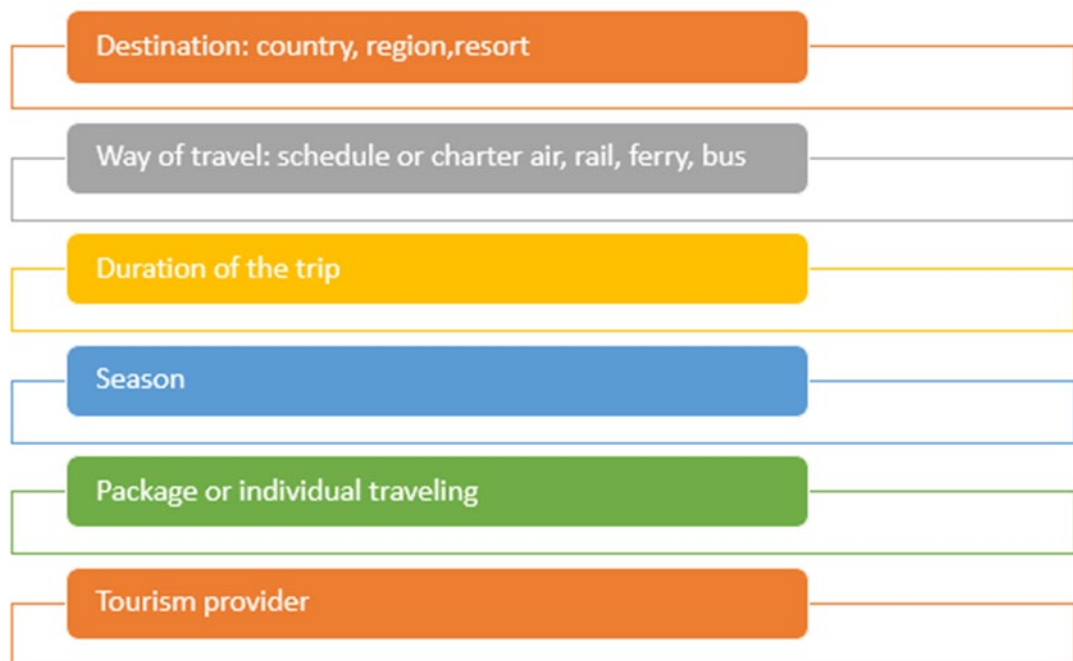 Destination: country, region,resort
Way of travel: schedule or charter air, rail, ferry, bus
Duration of the trip
Season
Package or individual traveling
Tourism provider